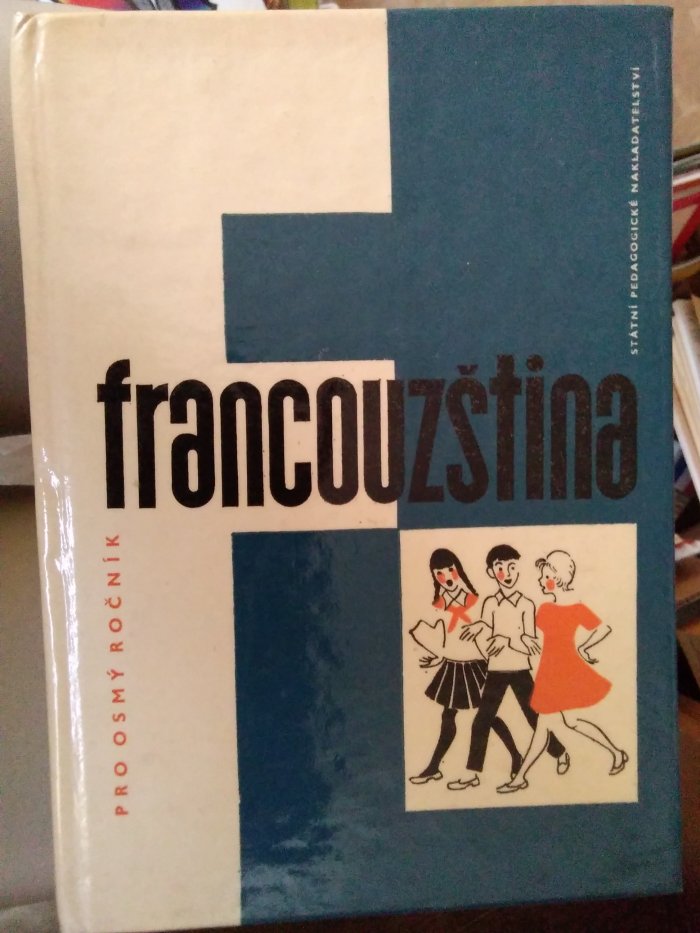 STÁTNÍ PEDAGOGICKÉ NAKLADATELSTVÍ
francouzština
PRO OSMÝ ROČNÍK